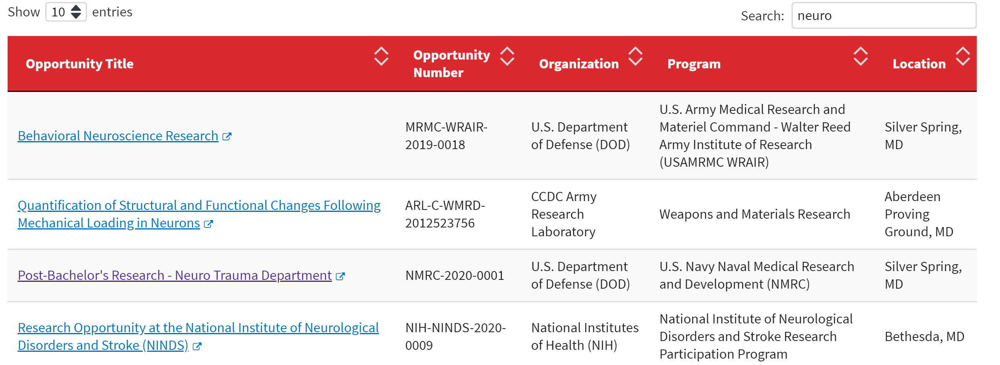 Show 10 entries
Search: neuro
Opportunity Title
Opportunity
Number
Organization
Program
Location
Behavioral Neuroscience Research
MRMC-WRAIR-
2019-0018
U.S. Department
of Defense (DOD)
U.S. Army Medical Research and
Materiel Command - Walter Reed
Army Institute of Research
(USAMRMC WRAIR)
Silver Spring,
MD
Quantification of Structural and Functional Changes Following
Mechanical Loading in Neurons
ARL-C-WMRD-
2012523756
CCDC Army
Research
Laboratory
Weapons and Materials Research
Aberdeen
Proving
Ground, MD
Post-Bachelor's Research - Neuro Trauma Department
NMRC-2020-0001
U.S. Department
of Defense (DOD)
U.S. Navy Naval Medical Research
and Development (NMRC)
Silver Spring,
MD
Research Opportunity at the National Institute of Neurological
Disorders and Stroke (NINDS)
NIH-NINDS-2020-
0009
National Institutes
of Health (NIH)
National Institute of Neurological
Disorders and Stroke Research
Participation Program
Bethesda, MD